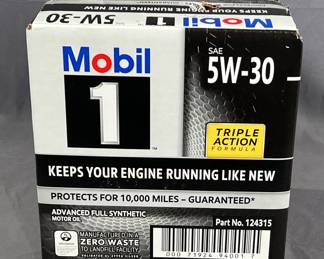 5W-30
KEEPS YOUR ENGINE RUNNING LIKE NEW
Mobil
1
TM
SAE
5W-30
TRIPLE
ACTION
FORMULA
KEEPS YOUR ENGINE RUNNING LIKE NEW
PROTECTS FOR 10,000 MILES – GUARANTEED*
ADVANCED FULL SYNTHETIC
MOTOR OIL
Part No. 124315
MANUFACTURED IN A
ZERO WASTE
TO LANDFILL FACILITY.